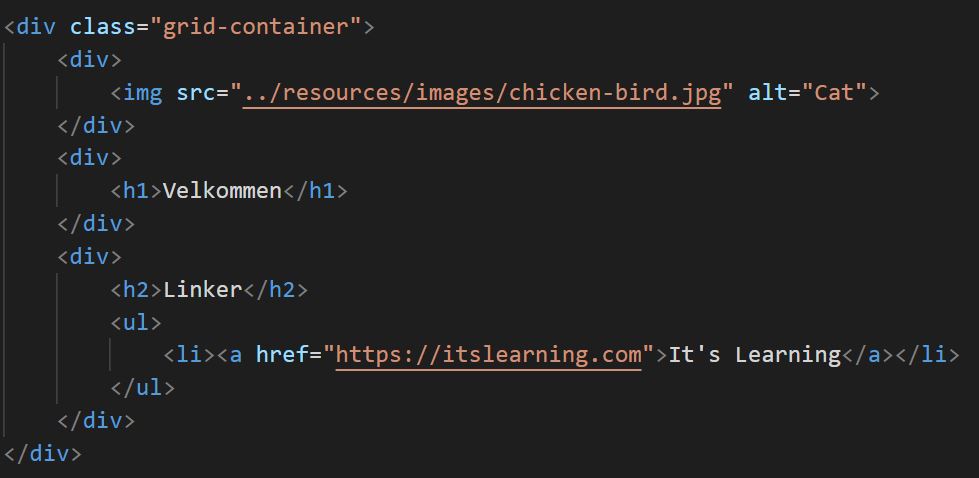 <div class="grid-container">
    <div>
        <img src="../resources/images/chicken-bird.jpg" alt="Cat">
    </div>
    <div>
        <h1>Velkommen</h1>
    </div>
    <div>
        <h2>Linker</h2>
        <ul>
            <li><a href="https://itslearning.com">It's Learning</a></li>
        </ul>
    </div>
</div>